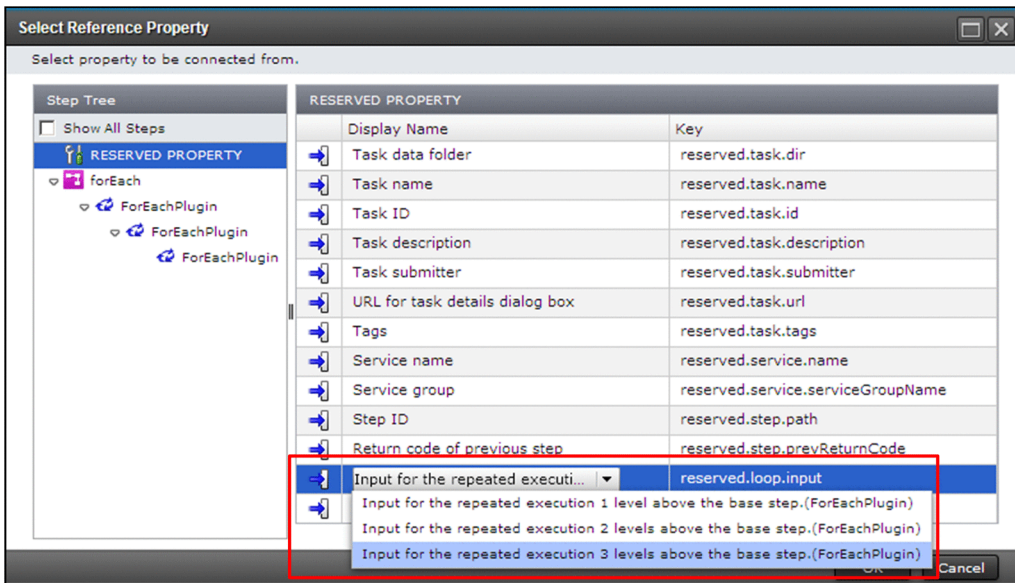 Select Reference Property
Select property to be connected from.
Step Tree
Show All Steps
RESERVED PROPERTY
forEach
ForEachPlugin
ForEachPlugin
ForEachPlugin
RESERVED PROPERTY
Display Name Key
Task data folder reserved.task.dir
Task name reserved.task.name
Task ID reserved.task.id
Task description reserved.task.description
Task submitter reserved.task.submitter
URL for task details dialog box reserved.task.url
Tags reserved.task.tags
Service name reserved.service.name
Service group reserved.service.serviceGroupName
Step ID reserved.step.path
Return code of previous step reserved.step.prevReturnCode
Input for the repeated executi... reserved.loop.input
Input for the repeated execution 1 level above the base step.(ForEachPlugin)
Input for the repeated execution 2 levels above the base step.(ForEachPlugin)
Input for the repeated execution 3 levels above the base step.(ForEachPlugin)
OK Cancel